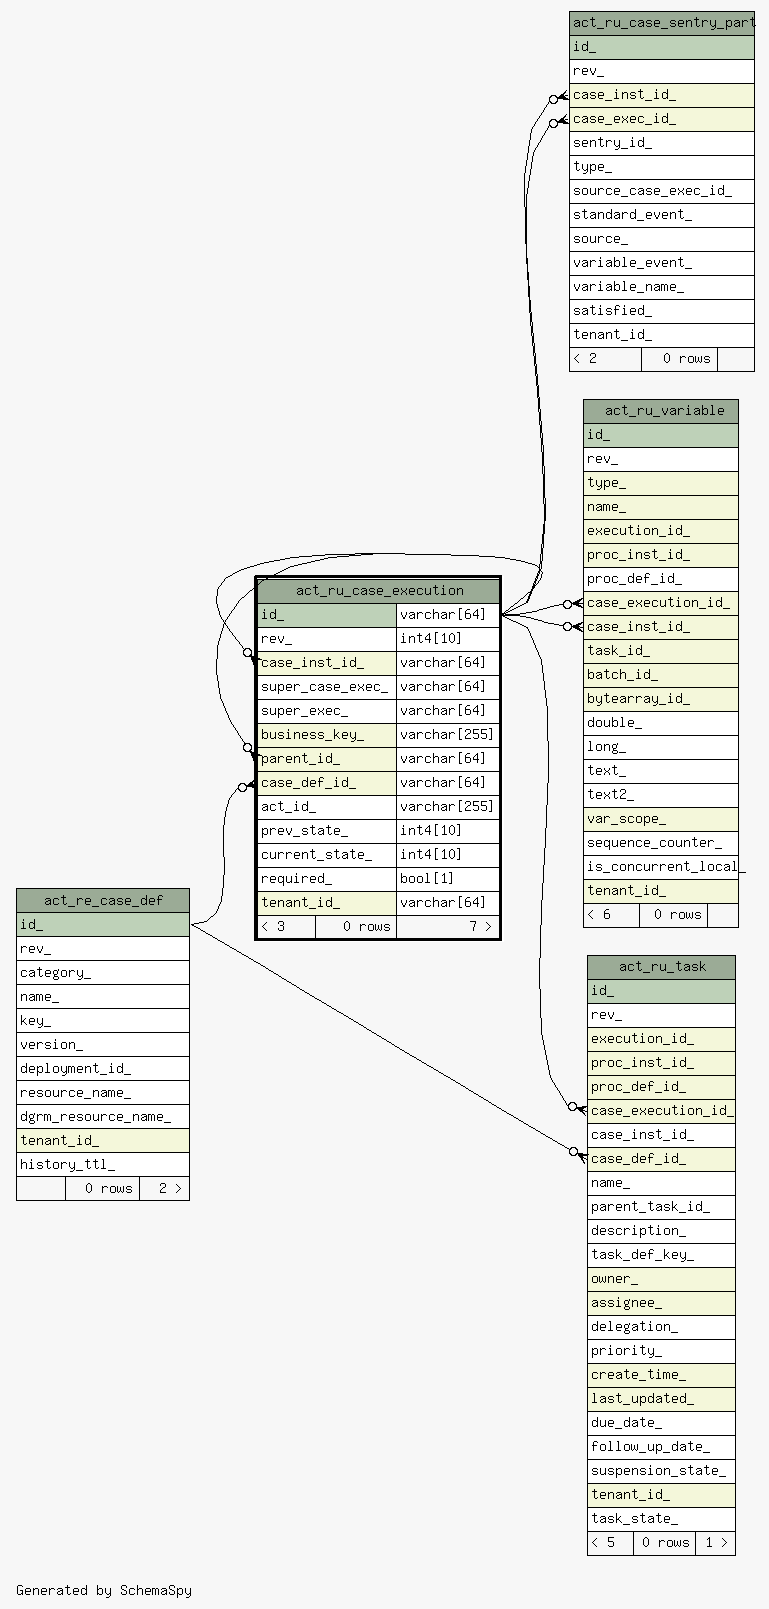 act_ru_case_sentry_part
id_
rev_
case_inst_id_
case_exec_id_
sentry_id_
type_
source_case_exec_id_
standard_event_
source_
variable_event_
variable_name_
satisfied_
tenant_id_
< 2 0 rows
act_ru_variable
id_
rev_
type_
name_
execution_id_
proc_inst_id_
proc_def_id_
case_execution_id_
case_inst_id_
task_id_
batch_id_
bytearray_id_
double_
long_
text_
text2_
var_scope_
sequence_counter_
is_concurrent_local_
tenant_id_
< 6 0 rows
act_ru_case_execution
id_ varchar[64]
rev_ int4[10]
case_inst_id_ varchar[64]
super_case_exec_ varchar[64]
super_exec_ varchar[64]
business_key_ varchar[255]
parent_id_ varchar[64]
case_def_id_ varchar[64]
act_id_ varchar[255]
prev_state_ int4[10]
current_state_ int4[10]
required_ bool[1]
tenant_id_ varchar[64]
< 3 0 rows 7 >
act_re_case_def
id_
rev_
category_
name_
key_
version_
deployment_id_
resource_name_
dgrm_resource_name_
tenant_id_
history_ttl_
0 rows 2 >
act_ru_task
id_
rev_
execution_id_
proc_inst_id_
proc_def_id_
case_execution_id_
case_inst_id_
case_def_id_
name_
parent_task_id_
description_
task_def_key_
owner_
assignee_
delegation_
priority_
create_time_
last_updated_
due_date_
follow_up_date_
suspension_state_
tenant_id_
task_state_
< 5 0 rows 1 >
Generated by SchemaSpy